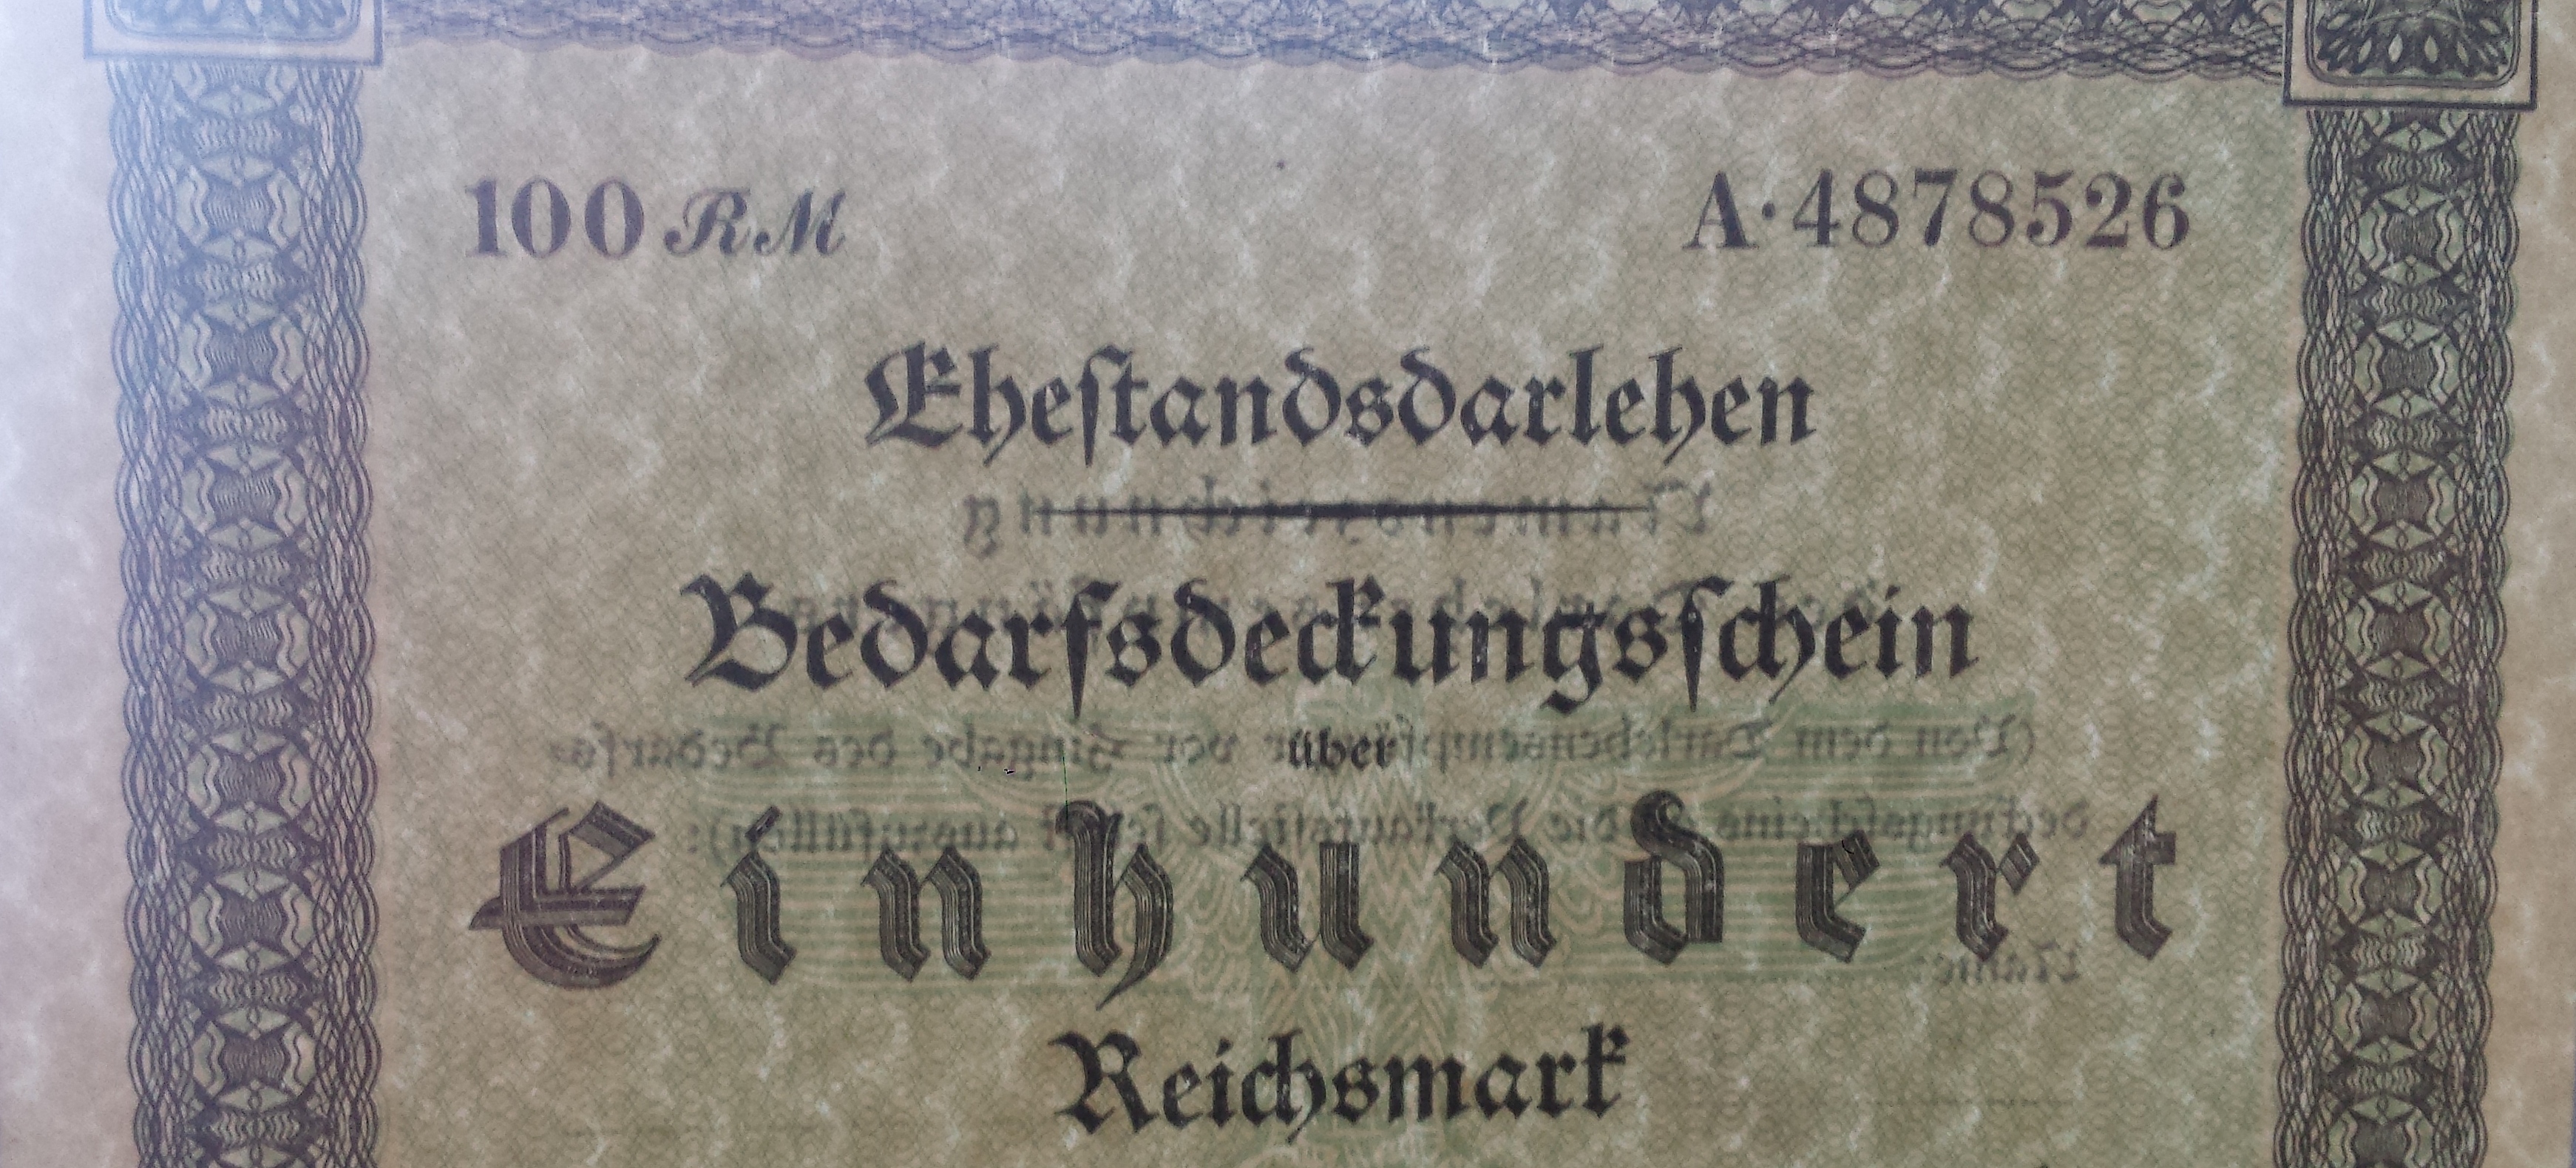 100 RM A·4878526
Eheſtandsdarlehen
Bedarfsdeckungsſchein
über
Einhundert
Reichsmark